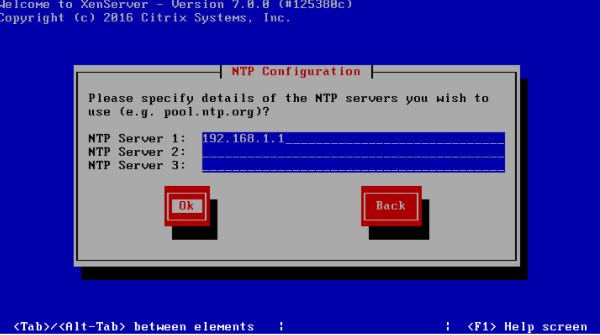 Welcome to XenServer - Version 7.0.0 (#125380c)
Copyright (c) 2016 Citrix Systems, Inc.
NTP Configuration
Please specify details of the NTP servers you wish to
use (e.g. pool.ntp.org)?
NTP Server 1: 192.168.1.1
NTP Server 2:
NTP Server 3:
Ok Back
<Tab>/<Alt-Tab> between elements | | <F1> Help screen